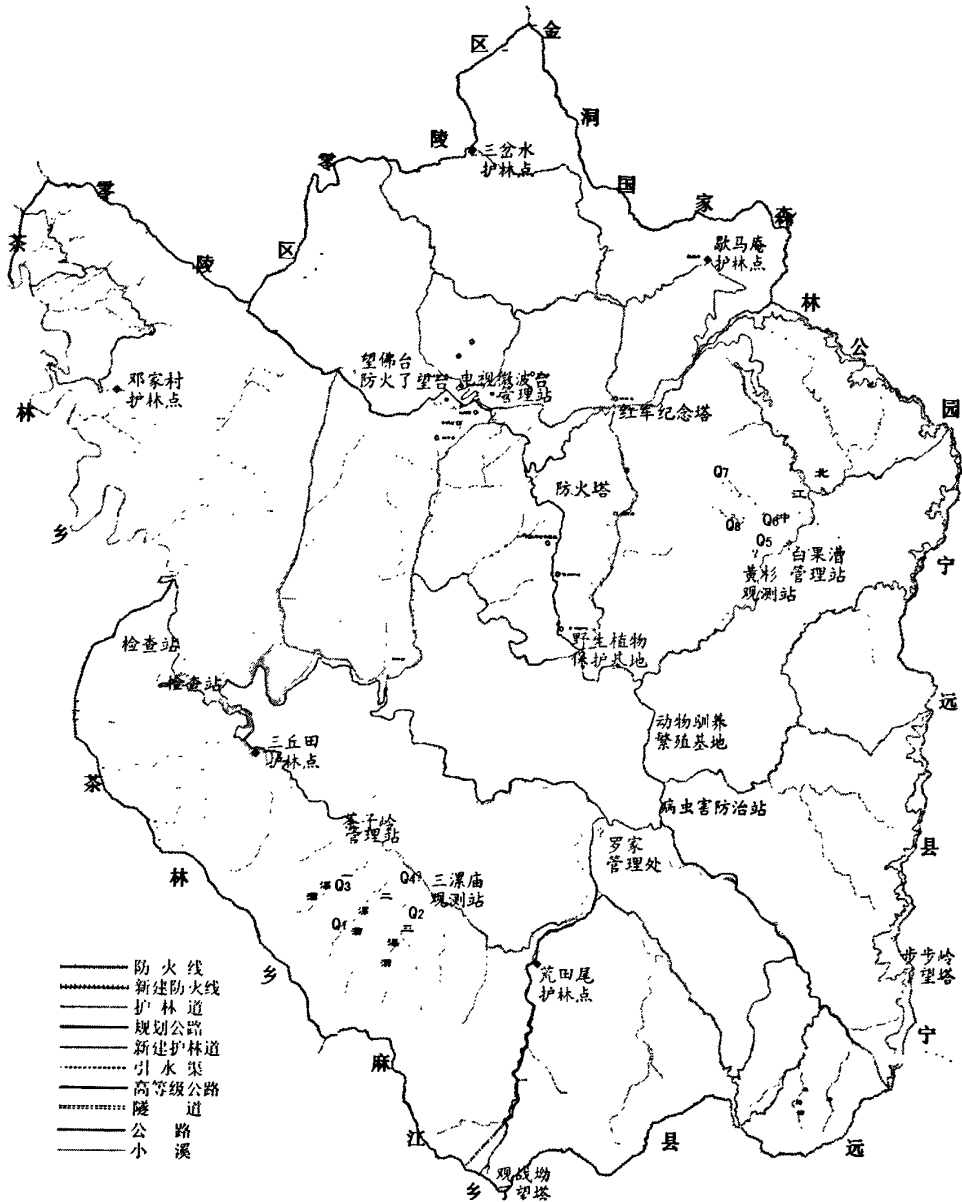 金
区
陵
零
洞
国
家
森
林
公
园
三岔水
护林点
零
陵
区
茶
林
乡
歇马庵
护林点
邓家村
护林点
望佛台
防火了望台
电视微波台
管理站
红军纪念塔
防火塔
Q7
Q8
Q6
Q5
北
江
白果漕
管理站
黄杉
观测站
宁
远
县
野生植物
保护基地
检查站
检查站
动物驯养
繁殖基地
三丘田
护林点
病虫害防治站
茶
林
乡
茶子岭
管理站
罗家
管理处
三漯庙
观测站
Q3
Q4
Q1
Q2
一
二
三
步步岭
望塔
荒田尾
护林点
宁
远
县
麻
江
乡
观战坳
了望塔
防火线
新建防火线
护林道
规划公路
新建护林道
引水渠
高等级公路
隧道
公路
小溪